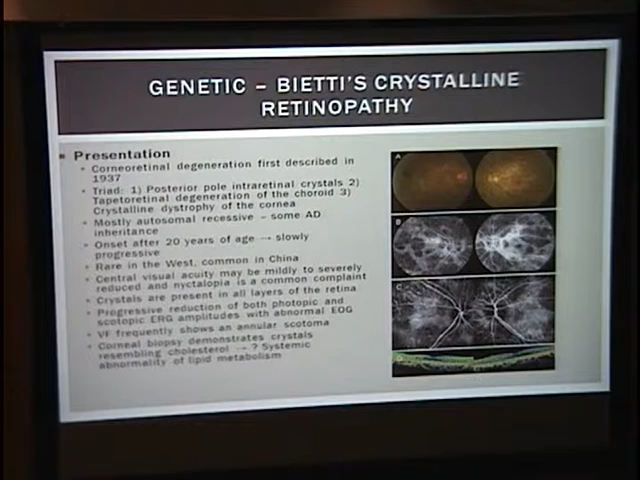 GENETIC – BIETTI'S CRYSTALLINE
RETINOPATHY
Presentation
Corneoretinal degeneration first described in
1937
Triad: 1) Posterior pole intraretinal crystals 2)
Tapetoretinal degeneration of the choroid 3)
Crystalline dystrophy of the cornea
Mostly autosomal recessive – some AD
inheritance
Onset after 20 years of age → slowly
progressive
Rare in the West, common in China
Central visual acuity may be mildly to severely
reduced and nyctalopia is a common complaint
Crystals are present in all layers of the retina
Progressive reduction of both photopic and
scotopic ERG amplitudes with abnormal EOG
VF frequently shows an annular scotoma
Corneal biopsy demonstrates crystals
resembling cholesterol → ? Systemic
abnormality of lipid metabolism
A
B
C